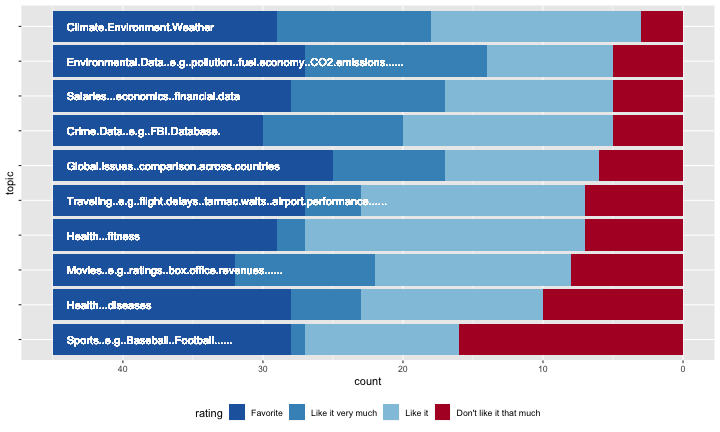 Climate.Environment.Weather
Environmental.Data..e.g..pollution..fuel.economy..CO2.emissions......
Salaries...economics..financial.data
Crime.Data..e.g..FBI.Database.
Global.issues..comparison.across.countries
Traveling..e.g..flight.delays..tarmac.waits..airport.performance......
Health...fitness
Movies..e.g..ratings..box.office.revenues......
Health...diseases
Sports..e.g..Baseball..Football......
topic
40 30 20 10 0
count
rating Favorite Like it very much Like it Don't like it that much